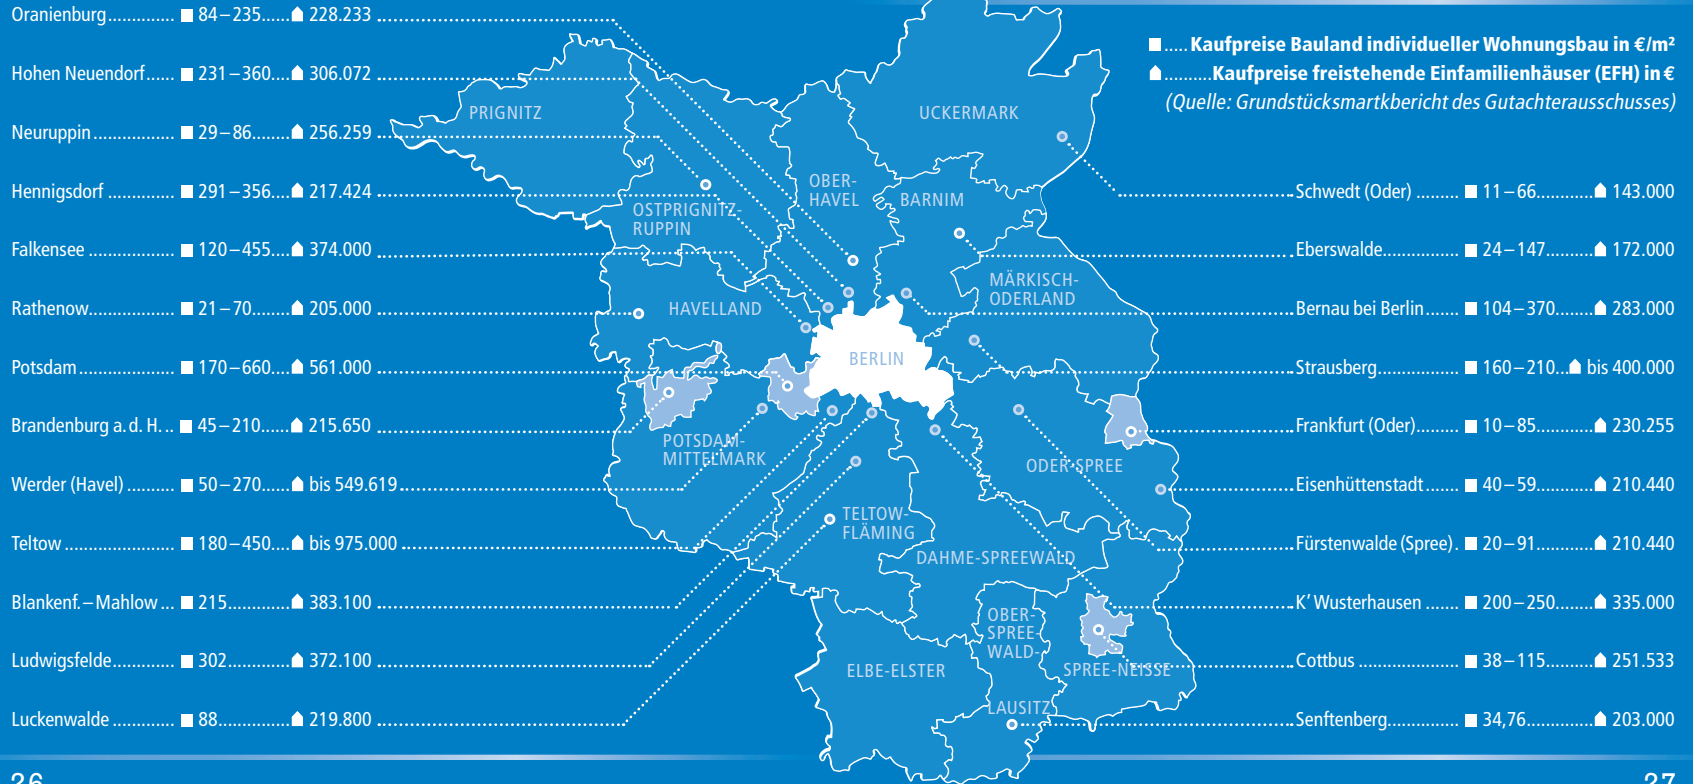 Oranienburg............. ■ 84–235......⌂ 228.233
Hohen Neuendorf...... ■ 231–360....⌂ 306.072
Neuruppin................. ■ 29–86........⌂ 256.259
Hennigsdorf .............. ■ 291–356....⌂ 217.424
Falkensee .................. ■ 120–455....⌂ 374.000
Rathenow.................. ■ 21–70........⌂ 205.000
Potsdam.................... ■ 170–660....⌂ 561.000
Brandenburg a. d. H. .. ■ 45–210......⌂ 215.650
Werder (Havel) .......... ■ 50–270......⌂ bis 549.619
Teltow ....................... ■ 180–450....⌂ bis 975.000
Blankenf.–Mahlow ... ■ 215.............⌂ 383.100
Ludwigsfelde............. ■ 302.............⌂ 372.100
Luckenwalde ............. ■ 88...............⌂ 219.800
26
PRIGNITZ
OSTPRIGNITZ-
RUPPIN
OBER-
HAVEL
UCKERMARK
BARNIM
MÄRKISCH-
ODERLAND
HAVELLAND
BERLIN
POTSDAM-
MITTELMARK
ODER-SPREE
TELTOW-
FLÄMING
DAHME-SPREEWALD
OBER-
SPREE-
WALD-
LAUSITZ
ELBE-ELSTER
SPREE-NEISSE
■ ..... Kaufpreise Bauland individueller Wohnungsbau in €/m²
⌂ ..........Kaufpreise freistehende Einfamilienhäuser (EFH) in €
(Quelle: Grundstücksmartkbericht des Gutachterausschusses)
Schwedt (Oder) ......... ■ 11–66............⌂ 143.000
Eberswalde................ ■ 24–147..........⌂ 172.000
Bernau bei Berlin....... ■ 104–370........⌂ 283.000
Strausberg................. ■ 160–210...⌂ bis 400.000
Frankfurt (Oder)......... ■ 10–85............⌂ 230.255
Eisenhüttenstadt....... ■ 40–59............⌂ 210.440
Fürstenwalde (Spree). ■ 20–91............⌂ 210.440
K’ Wusterhausen ....... ■ 200–250........⌂ 335.000
Cottbus ..................... ■ 38–115..........⌂ 251.533
Senftenberg............... ■ 34,76............⌂ 203.000
27